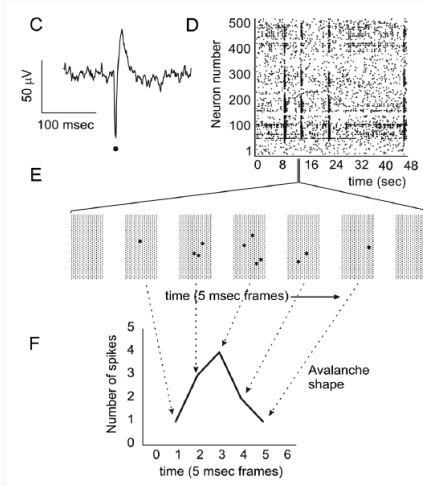 C
50 μV
100 msec
D
Neuron number
500
400
300
200
100
1
0 8 16 24 32 40 48
time (sec)
E
time (5 msec frames)
F
Number of spikes
5
4
3
2
1
0
0 1 2 3 4 5 6
time (5 msec frames)
Avalanche
shape